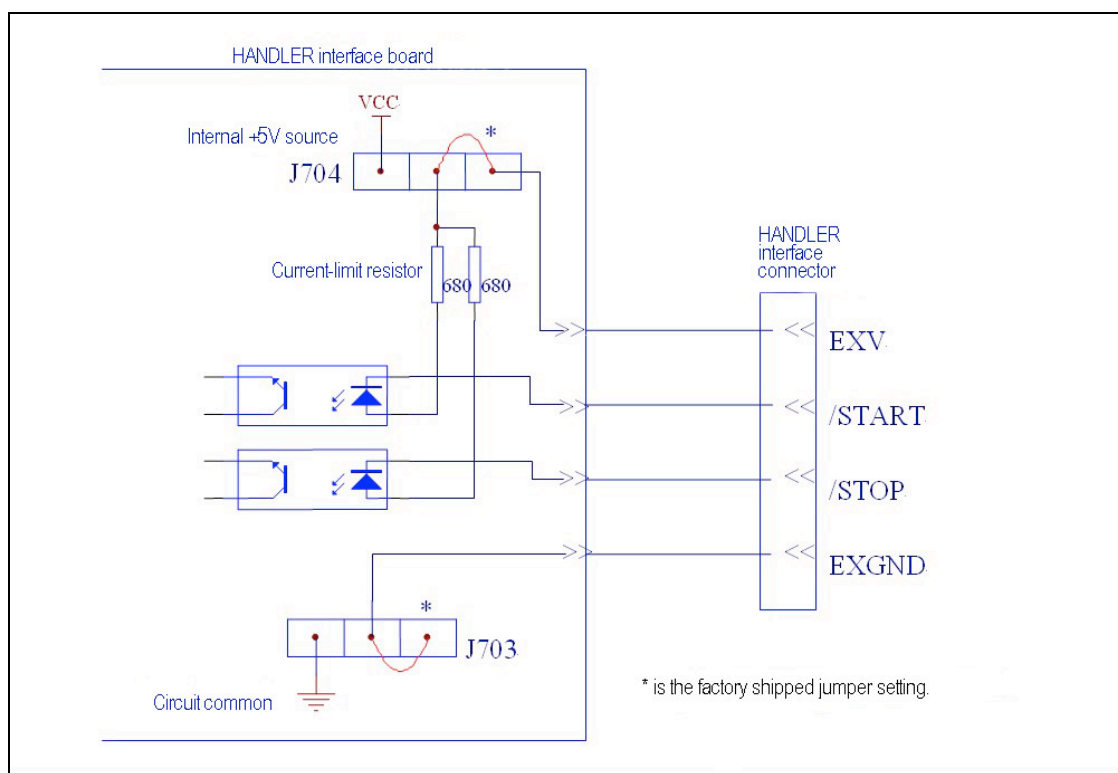 HANDLER interface board
VCC
*
Internal +5V source
J704
HANDLER
interface
connector
Current-limit resistor
680 680
EXV
/START
/STOP
EXGND
*
J703
* is the factory shipped jumper setting.
Circuit common